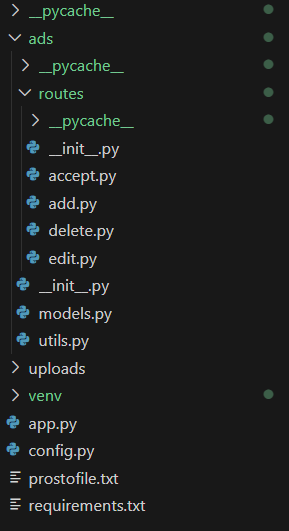 __pycache__
ads
__pycache__
routes
__pycache__
__init__.py
accept.py
add.py
delete.py
edit.py
__init__.py
models.py
utils.py
uploads
venv
app.py
config.py
prostofile.txt
requirements.txt